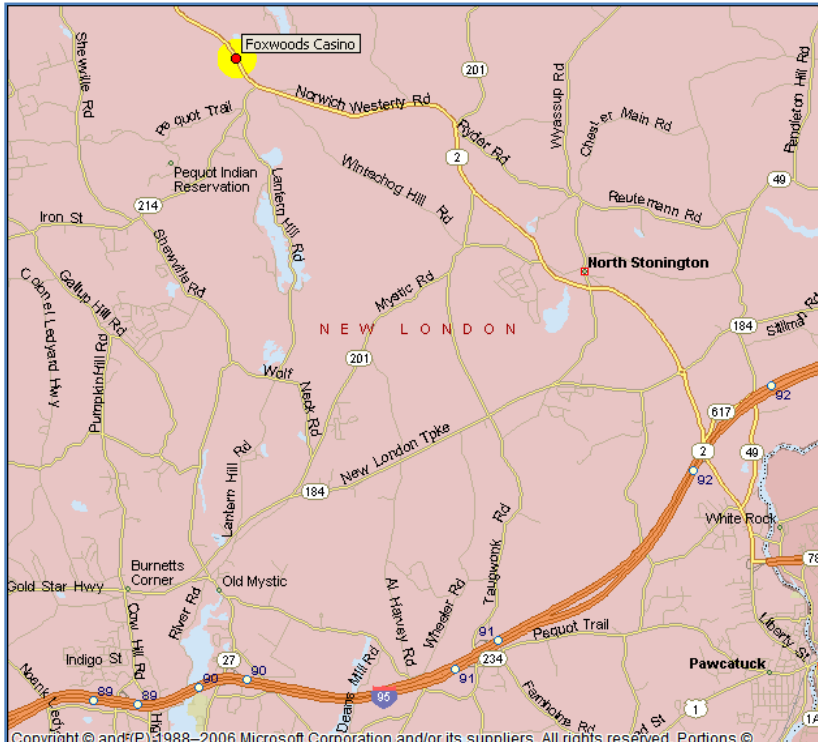 Foxwoods Casino
Shewville Rd
201
Norwich Westerly Rd
Pequot Trail
Wyassup Rd
Chester Main Rd
Pendleton Hill Rd
Ryder Rd
2
Wintechog Hill Rd
Pequot Indian
Reservation
Lantern Hill Rd
49
214
Reutemann Rd
Iron St
Shewville Rd
North Stonington
Gallup Hill Rd
Colonel Ledyard Hwy
Mystic Rd
NEW LONDON
184
Stillman Rd
201
Pumpkin Hill Rd
Wolf
Neck Rd
92
617
New London Tpke
2
49
Lantern Hill Rd
184
92
White Rock
Taugwonk Rd
78
Burnetts
Corner
Gold Star Hwy
Old Mystic
Al Harvey Rd
Wheeler Rd
River Rd
Cow Hill Rd
Liberty St
91
Pequot Trail
Indigo St
27
234
Pawcatuck
90
90
91
Deans Mill Rd
89
89
95
Noank Ledy
Farmholme Rd
1
Rd St
1A
Copyright © and (P) 1988–2006 Microsoft Corporation and/or its suppliers. All rights reserved. Portions ©